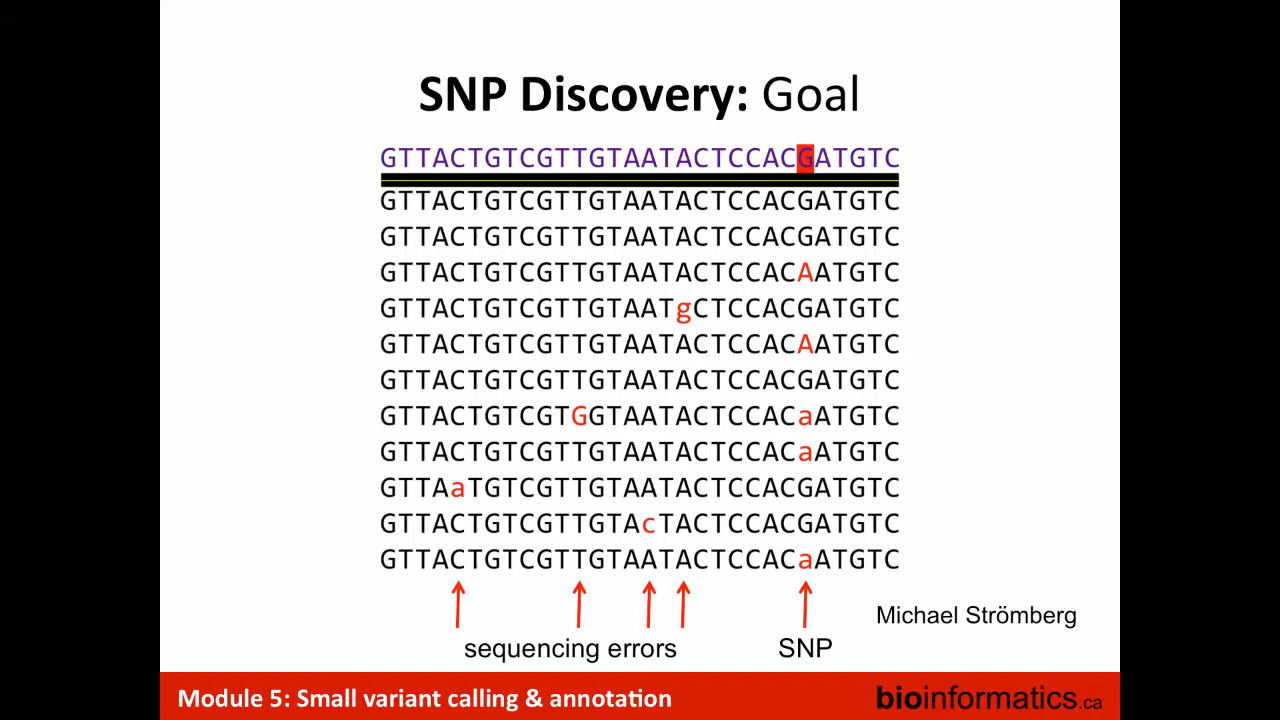 SNP Discovery: Goal
GTTACTGTCGTTGTAATACTCCACGATGTC
GTTACTGTCGTTGTAATACTCCACGATGTC
GTTACTGTCGTTGTAATACTCCACGATGTC
GTTACTGTCGTTGTAATACTCCACAATGTC
GTTACTGTCGTTGTAATgCTCCACGATGTC
GTTACTGTCGTTGTAATACTCCACAATGTC
GTTACTGTCGTTGTAATACTCCACGATGTC
GTTACTGTCGTGGTAATACTCCACaATGTC
GTTACTGTCGTTGTAATACTCCACaATGTC
GTTAaTGTCGTTGTAATACTCCACGATGTC
GTTACTGTCGTTGTAcTACTCCACGATGTC
GTTACTGTCGTTGTAATACTCCACaATGTC
Michael Strömberg
sequencing errors SNP
Module 5: Small variant calling & annotation bioinformatics.ca